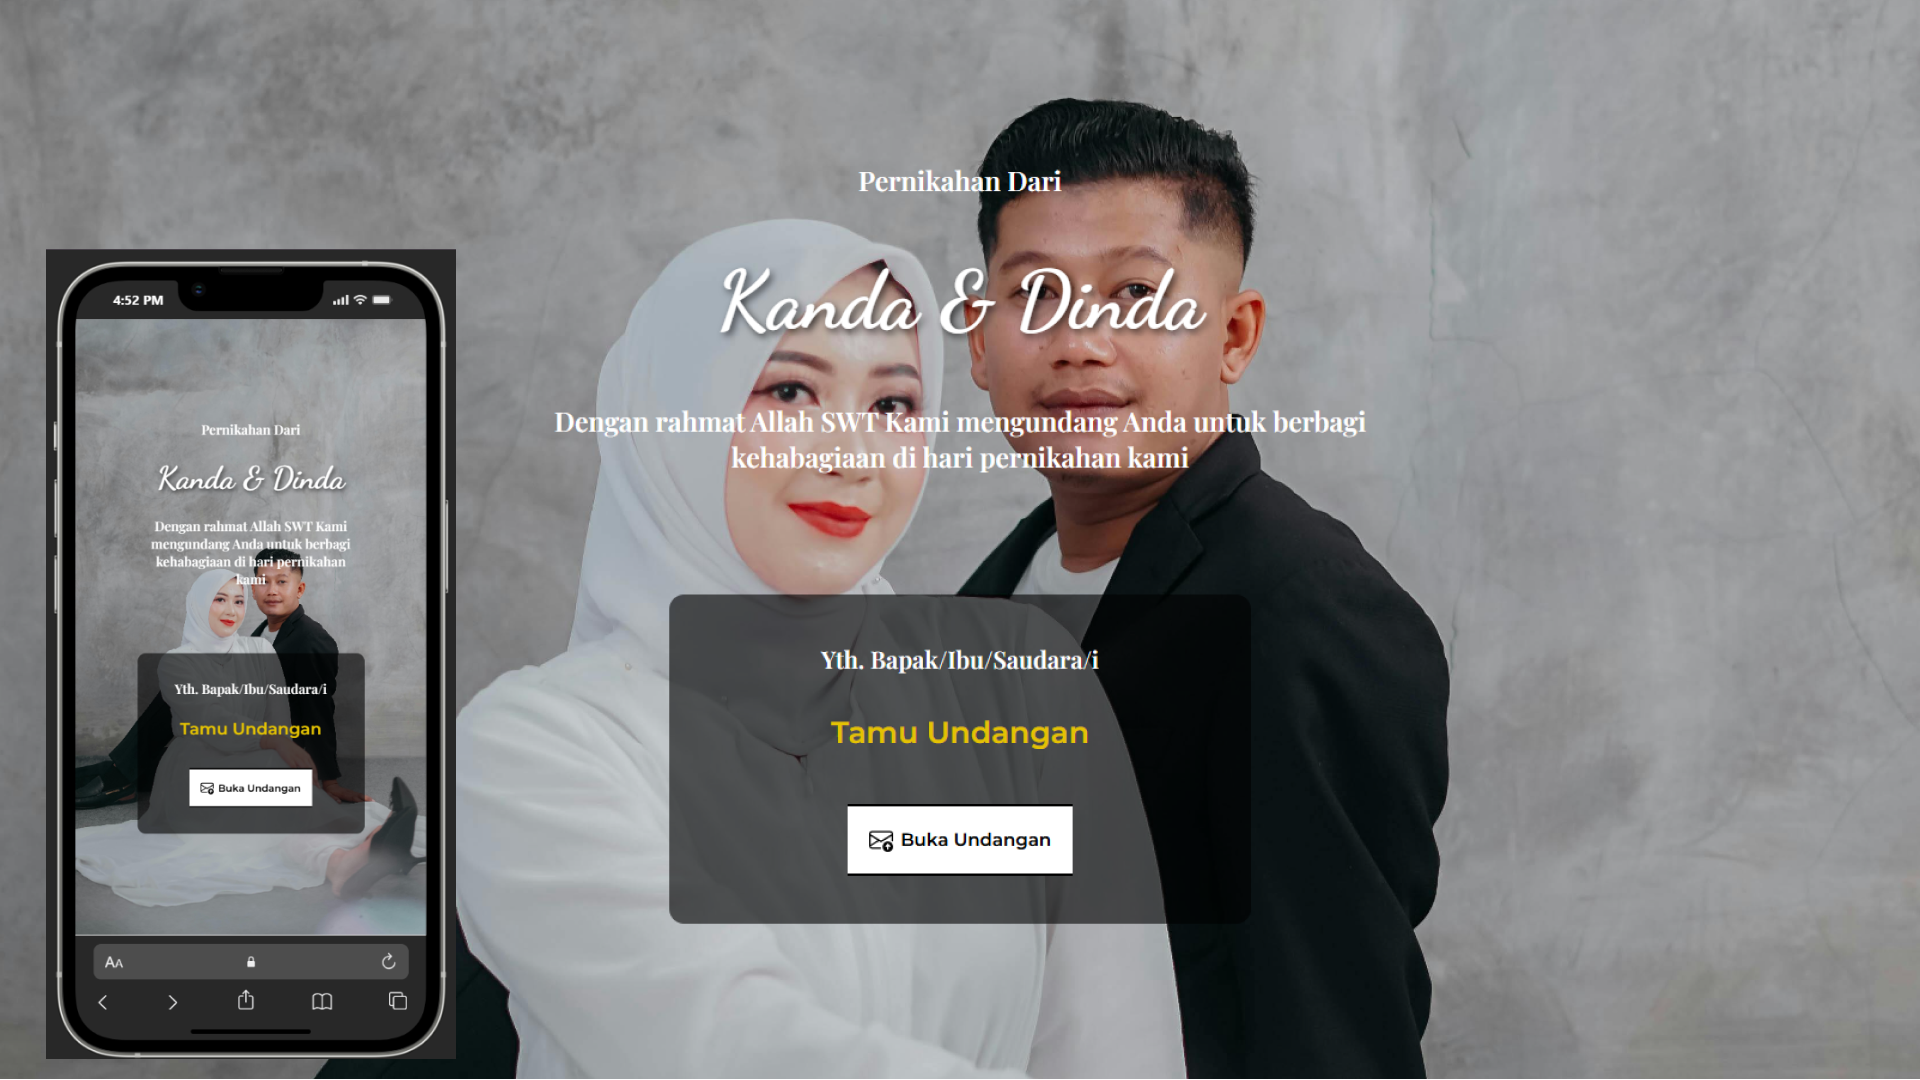 Pernikahan Dari
Kanda & Dinda
Dengan rahmat Allah SWT Kami mengundang Anda untuk berbagi
kehabagiaan di hari pernikahan kami
Yth. Bapak/Ibu/Saudara/i
Tamu Undangan
Buka Undangan
4:52 PM
Pernikahan Dari
Kanda & Dinda
Dengan rahmat Allah SWT Kami
mengundang Anda untuk berbagi
kehabagiaan di hari pernikahan
kami
Yth. Bapak/Ibu/Saudara/i
Tamu Undangan
Buka Undangan
AA